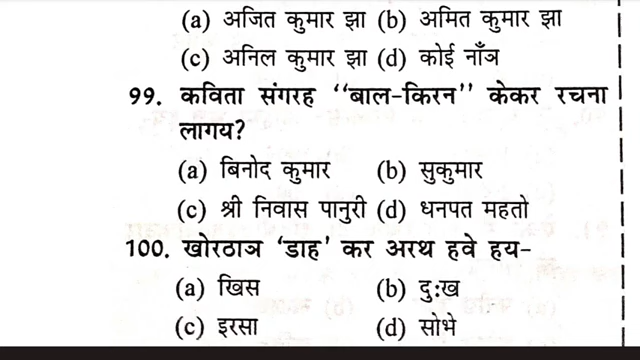 (a) अजित कुमार झा (b) अमित कुमार झा
(c) अनिल कुमार झा (d) कोई नाँञ
99. कविता संगरह “बाल-किरन” केकर रचना
लागय?
(a) बिनोद कुमार (b) सुकुमार
(c) श्री निवास पानुरी (d) धनपत महतो
100. खोरठाञ ‘डाह’ कर अरथ हवे हय-
(a) खिस (b) दुःख
(c) इरसा (d) सोभे